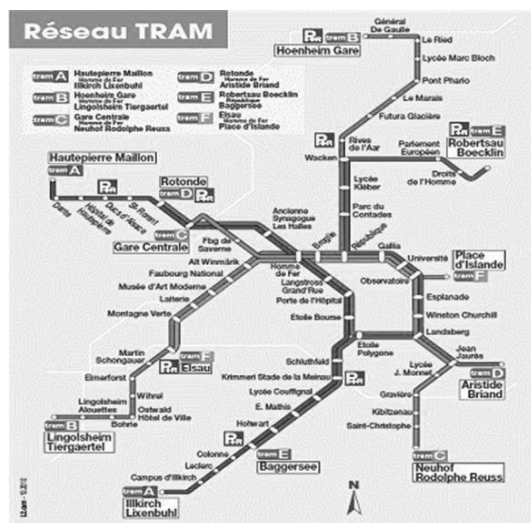 Réseau TRAM
tram A Hautepierre Maillon
Homme de Fer
Illkirch Lixenbuhl
tram B Hoenheim Gare
Homme de Fer
Lingolsheim Tiergaertel
tram C Gare Centrale
Homme de Fer
Neuhof Rodolphe Reuss
tram D Rotonde
Homme de Fer
Aristide Briand
tram E Robertsau Boecklin
République
Baggersee
tram F Elsau
Homme de Fer
Place d'Islande
P+R tram B
Hoenheim Gare
Général
De Gaulle
Le Ried
Lycée Marc Bloch
Pont Phario
Le Marais
Futura Glacière
P+R
Rives
de l'Aar
Wacken
Parlement
Européen
P+R tram E
Robertsau
Boecklin
Droits
de l'Homme
Lycée
Kléber
Parc du
Contades
Hautepierre Maillon
tram A
P+R
Dante
Hôpital de
Hautepierre
Ducs d'Alsace
St-Florent
Rotonde
tram D P+R
tram C
Gare Centrale
Fbg de
Saverne
Ancienne
Synagogue
Les Halles
Broglie
République
Gallia
Université
Place
d'Islande
tram F
Observatoire
Alt Winmärik
Faubourg National
Musée d'Art Moderne
Laiterie
Montagne Verte
Homme
de Fer
Langstross
Grand'Rue
Porte de l'Hôpital
Etoile Bourse
Esplanade
Winston Churchill
Landsberg
Etoile
Polygone
Jean
Jaurès
Martin
Schongauer
tram F
P+R Elsau
Elmerforst
Wihrel
Lingolsheim
Alouettes
Ostwald
Hôtel de Ville
Bohrie
tram B
Lingolsheim
Tiergaertel
Schluthfeld
Krimmeri Stade de la Meinau
P+R
Lycée Couffignal
E. Mathis
Hohwart
P+R
Colonne
Leclerc
Campus d'Illkirch
tram A
Illkirch
Lixenbuhl
tram E
Baggersee
Lycée
J. Monnet
tram D
Aristide
Briand
Gravière
Kibitzenau
Saint-Christophe
tram C
Neuhof
Rodolphe Reuss
N